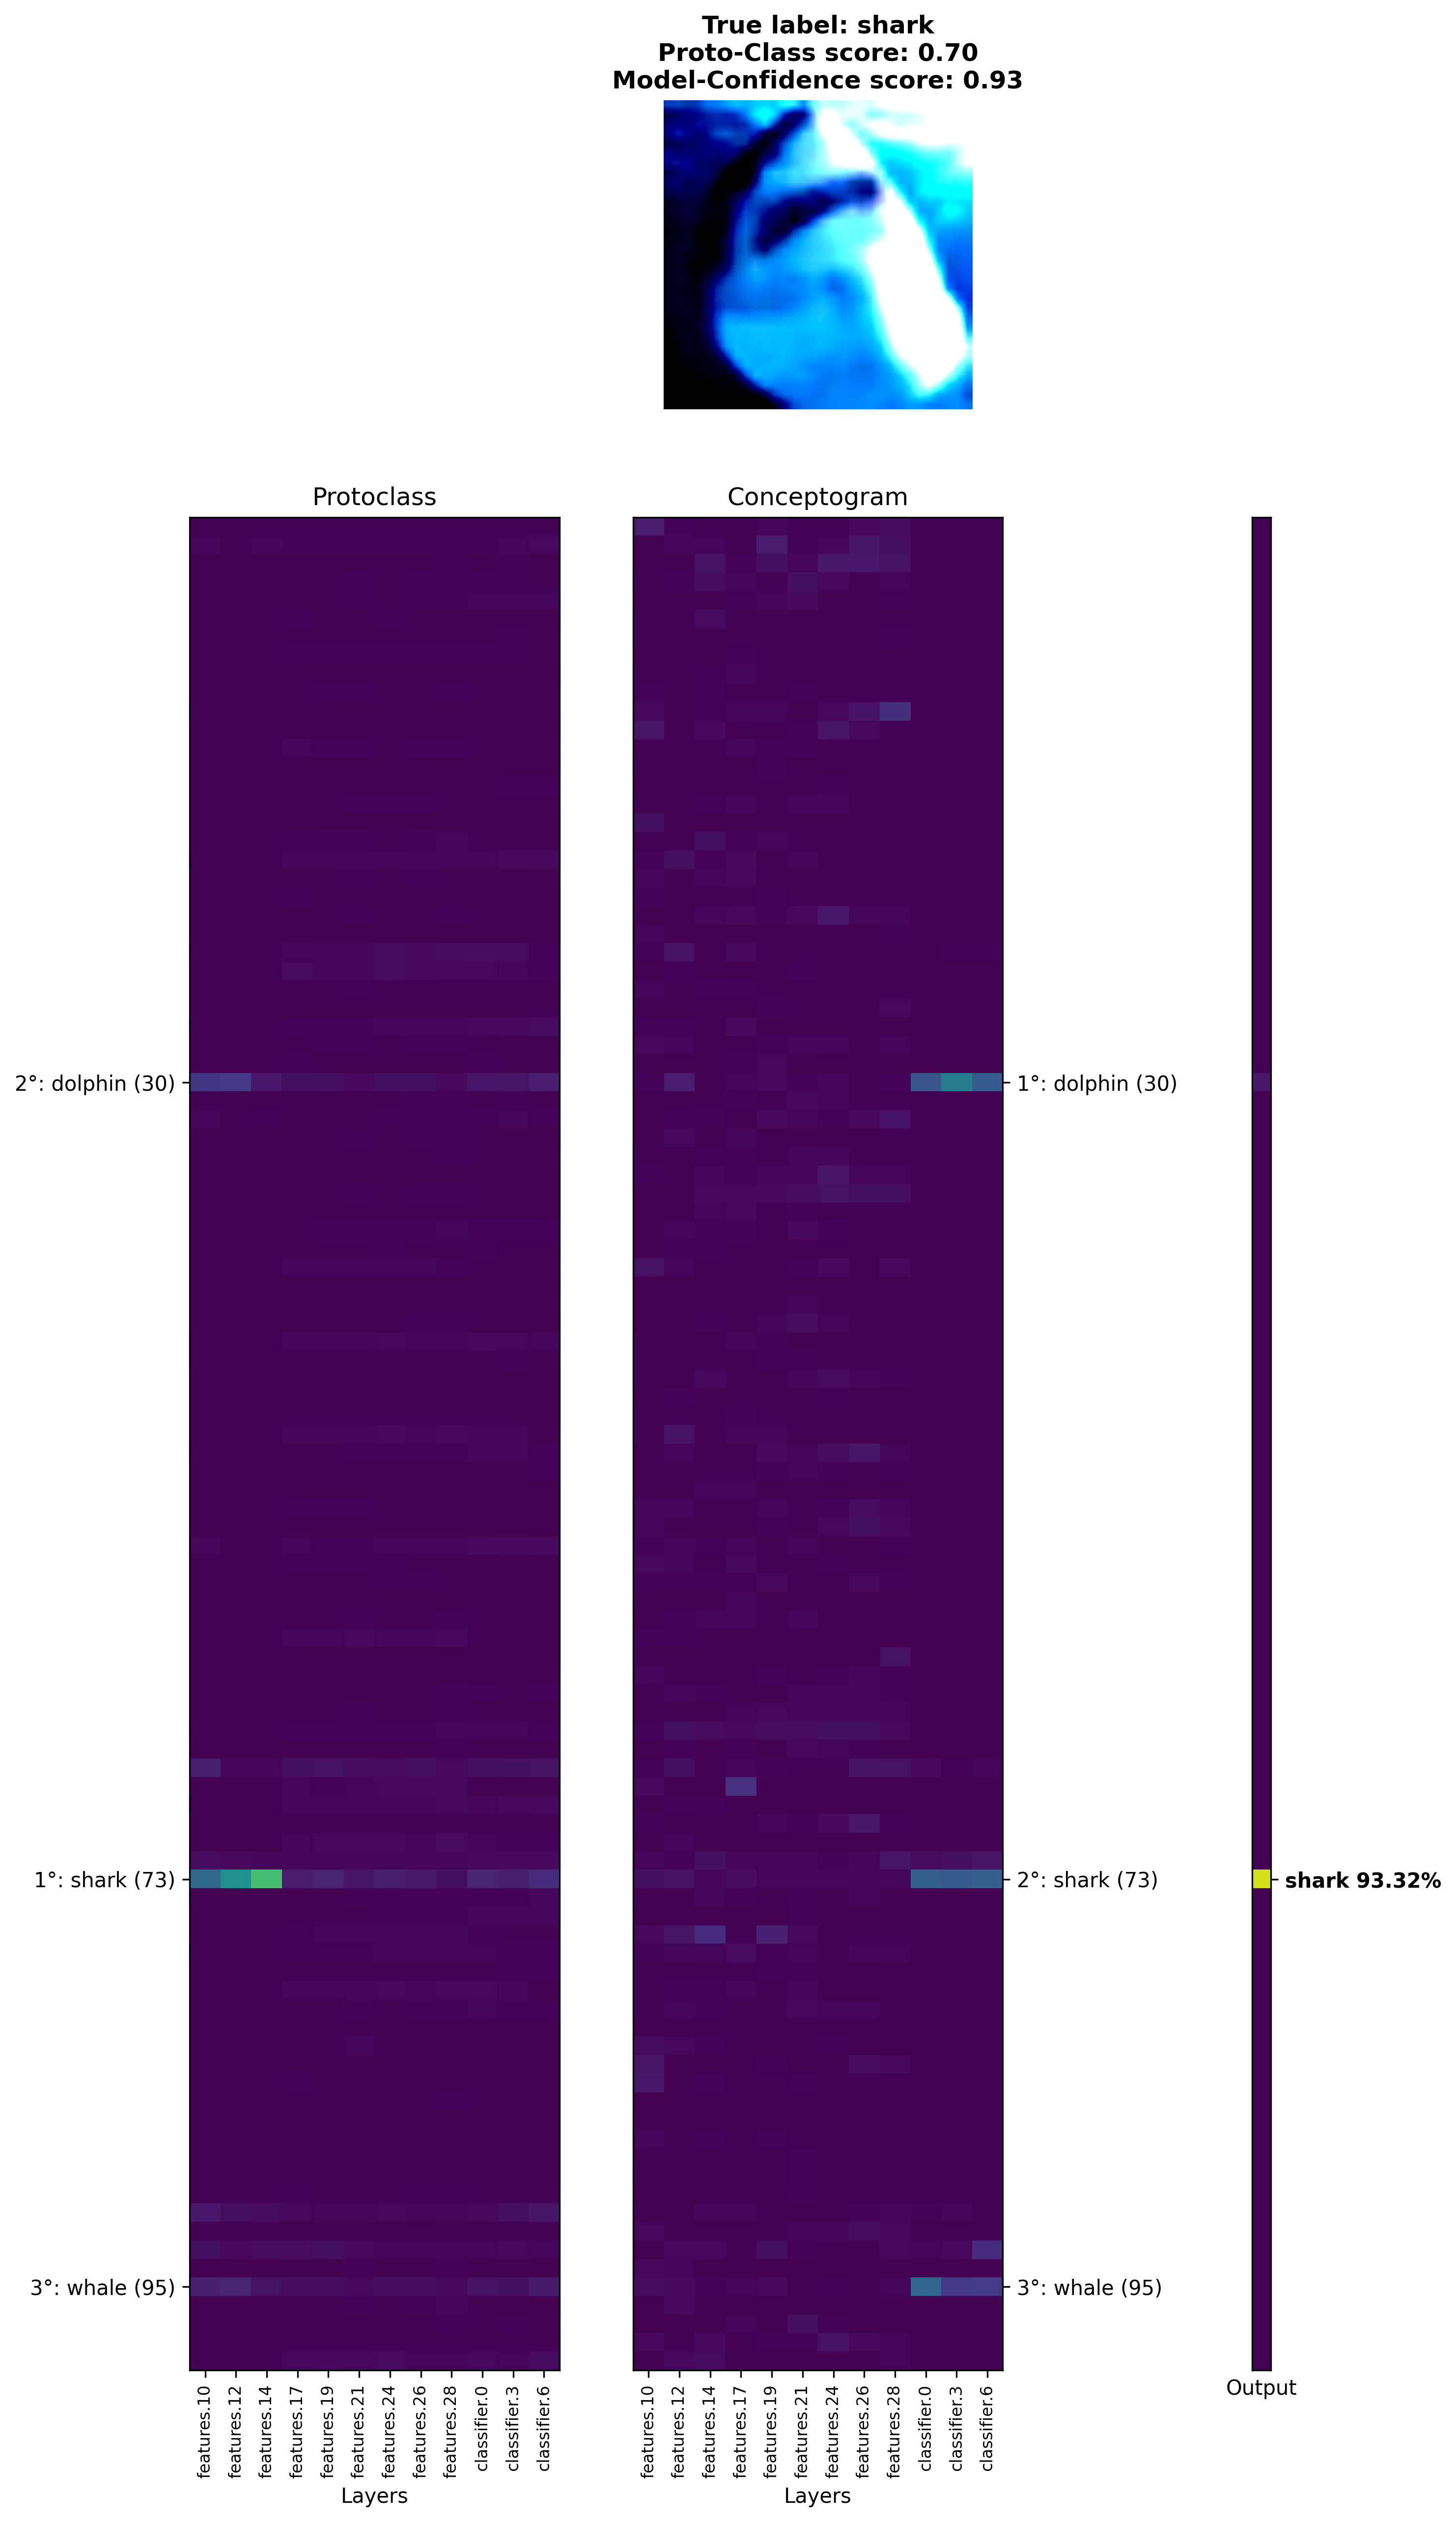 True label: shark
Proto-Class score: 0.70
Model-Confidence score: 0.93
Protoclass
Conceptogram
2°: dolphin (30)
1°: dolphin (30)
1°: shark (73)
2°: shark (73)
shark 93.32%
3°: whale (95)
3°: whale (95)
features.10
features.12
features.14
features.17
features.19
features.21
features.24
features.26
features.28
classifier.0
classifier.3
classifier.6
features.10
features.12
features.14
features.17
features.19
features.21
features.24
features.26
features.28
classifier.0
classifier.3
classifier.6
Output
Layers
Layers